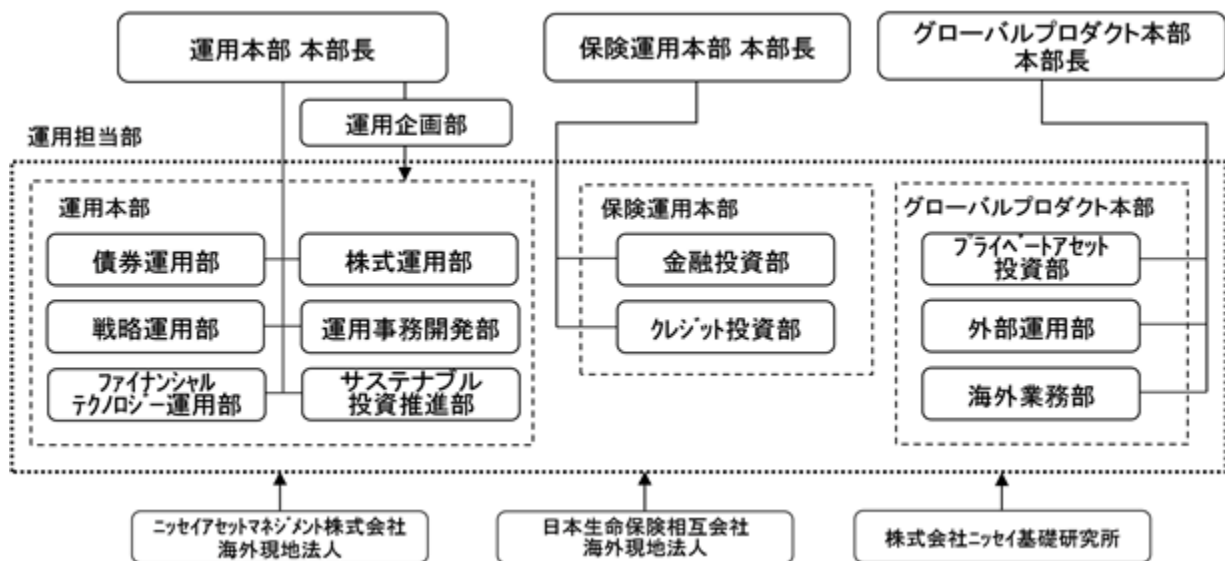 運用本部 本部長
保険運用本部 本部長
グローバルプロダクト本部
本部長
運用企画部
運用担当部
運用本部
債券運用部
株式運用部
戦略運用部
運用事務開発部
ファイナンシャル
テクノロジー運用部
サステナブル
投資推進部
保険運用本部
金融投資部
クレジット投資部
グローバルプロダクト本部
プライベートアセット
投資部
外部運用部
海外業務部
ニッセイアセットマネジメント株式会社
海外現地法人
日本生命保険相互会社
海外現地法人
株式会社ニッセイ基礎研究所